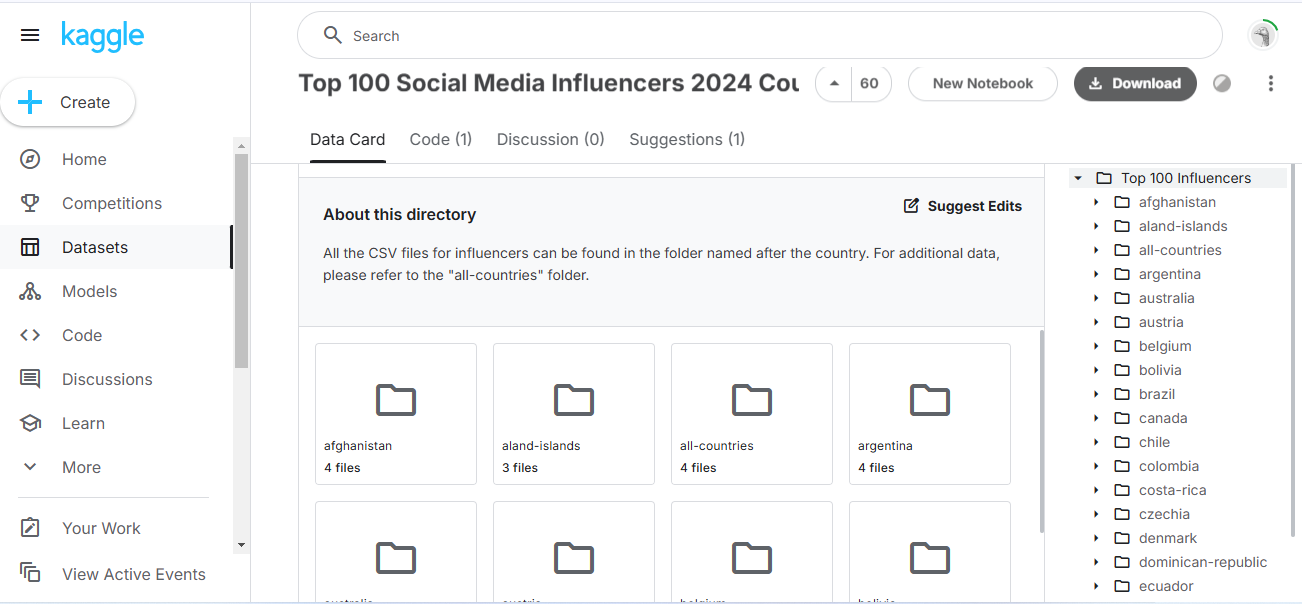 kaggle
Search
Create
Home
Competitions
Datasets
Models
Code
Discussions
Learn
More
Your Work
View Active Events
Top 100 Social Media Influencers 2024 Cou
60
New Notebook
Download
Data Card
Code (1)
Discussion (0)
Suggestions (1)
About this directory
Suggest Edits
All the CSV files for influencers can be found in the folder named after the country. For additional data,
please refer to the "all-countries" folder.
afghanistan
4 files
aland-islands
3 files
all-countries
4 files
argentina
4 files
Top 100 Influencers
afghanistan
aland-islands
all-countries
argentina
australia
austria
belgium
bolivia
brazil
canada
chile
colombia
costa-rica
czechia
denmark
dominican-republic
ecuador